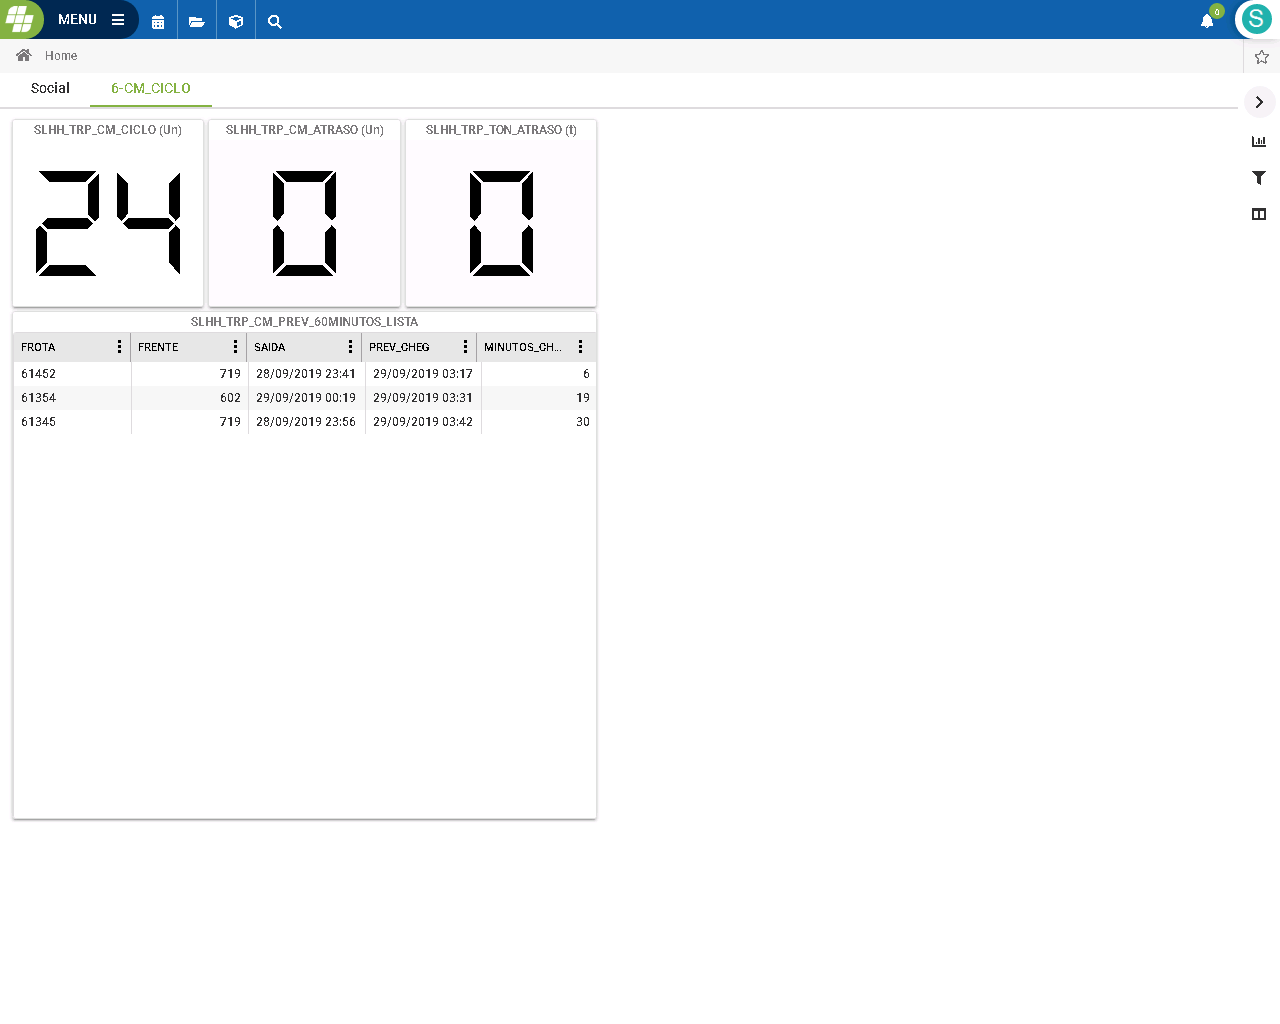 MENU
0
S
Home
Social 6-CM_CICLO
SLHH_TRP_CM_CICLO (Un) SLHH_TRP_CM_ATRASO (Un) SLHH_TRP_TON_ATRASO (t)
24 0 0
SLHH_TRP_CM_PREV_60MINUTOS_LISTA
FROTA FRENTE SAIDA PREV_CHEG MINUTOS_CH...
61452 719 28/09/2019 23:41 29/09/2019 03:17 6
61354 602 29/09/2019 00:19 29/09/2019 03:31 19
61345 719 28/09/2019 23:56 29/09/2019 03:42 30